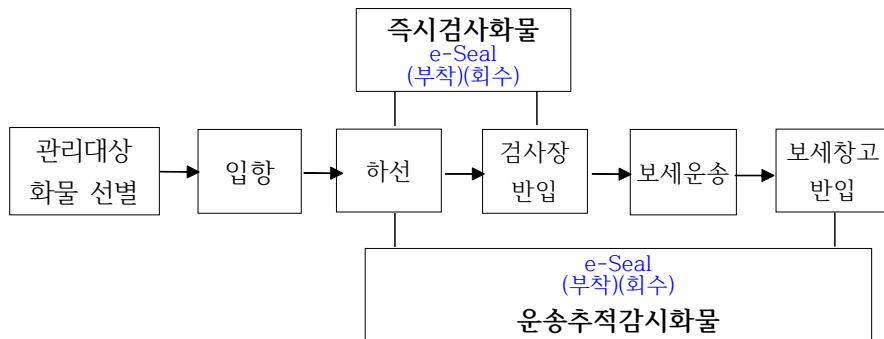 즉시검사화물
e-Seal
(부착)(회수)
관리대상
화물 선별
입항
하선
검사장
반입
보세운송
보세창고
반입
e-Seal
(부착)(회수)
운송추적감시화물